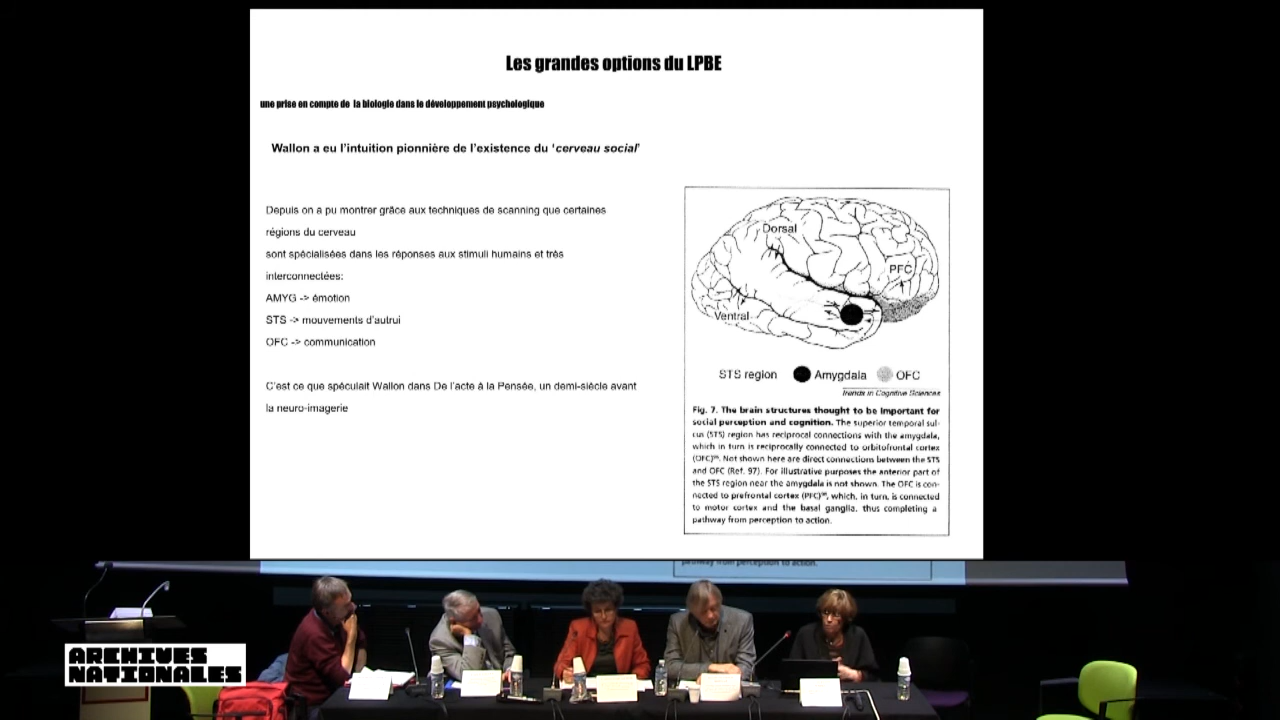 Les grandes options du LPBE
une prise en compte de la biologie dans le développement psychologique
Wallon a eu l'intuition pionnière de l'existence du 'cerveau social'
Depuis on a pu montrer grâce aux techniques de scanning que certaines
régions du cerveau
sont spécialisées dans les réponses aux stimuli humains et très
interconnectées:
AMYG -> émotion
STS -> mouvements d'autrui
OFC -> communication
C'est ce que spéculait Wallon dans De l'acte à la Pensée, un demi-siècle avant
la neuro-imagerie
Dorsal
PFC
Ventral
STS region Amygdala OFC
Trends in Cognitive Sciences
Fig. 7. The brain structures thought to be important for
social perception and cognition. The superior temporal sul-
cus (STS) region has reciprocal connections with the amygdala,
which in turn is reciprocally connected to orbitofrontal cortex
(OFC). Not shown here are direct connections between the STS
and OFC (Ref. 97). For illustrative purposes the anterior part of
the STS region near the amygdala is not shown. The OFC is con-
nected to prefrontal cortex (PFC), which, in turn, is connected
to motor cortex and the basal ganglia, thus completing a
pathway from perception to action.
pathway from perception to action.
ARCHIVES
NATIONALES